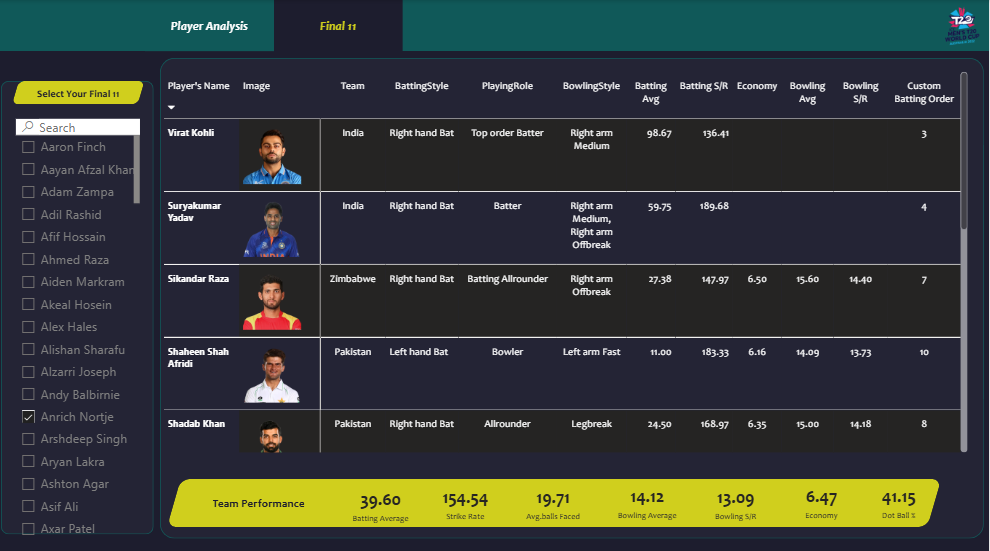 Player Analysis
Final 11
T20
MEN'S T20
WORLD CUP
Select Your Final 11
Search
Aaron Finch
Aayan Afzal Khan
Adam Zampa
Adil Rashid
Afif Hossain
Ahmed Raza
Aiden Markram
Akeal Hosein
Alex Hales
Alishan Sharafu
Alzarri Joseph
Andy Balbirnie
Anrich Nortje
Arshdeep Singh
Aryan Lakra
Ashton Agar
Asif Ali
Axar Patel
Player's Name Image Team BattingStyle PlayingRole BowlingStyle Batting Avg Batting S/R Economy Bowling Avg Bowling S/R Custom Batting Order
Virat Kohli India Right hand Bat Top order Batter Right arm Medium 98.67 136.41 3
Suryakumar Yadav India Right hand Bat Batter Right arm Medium, Right arm Offbreak 59.75 189.68 4
INDIA
Sikandar Raza Zimbabwe Right hand Bat Batting Allrounder Right arm Offbreak 27.38 147.97 6.50 15.60 14.40 7
Shaheen Shah Afridi Pakistan Left hand Bat Bowler Left arm Fast 11.00 183.33 6.16 14.09 13.73 10
Shadab Khan Pakistan Right hand Bat Allrounder Legbreak 24.50 168.97 6.35 15.00 14.18 8
Team Performance
39.60 154.54 19.71 14.12 13.09 6.47 41.15
Batting Average Strike Rate Avg.balls Faced Bowling Average Bowling S/R Economy Dot Ball %